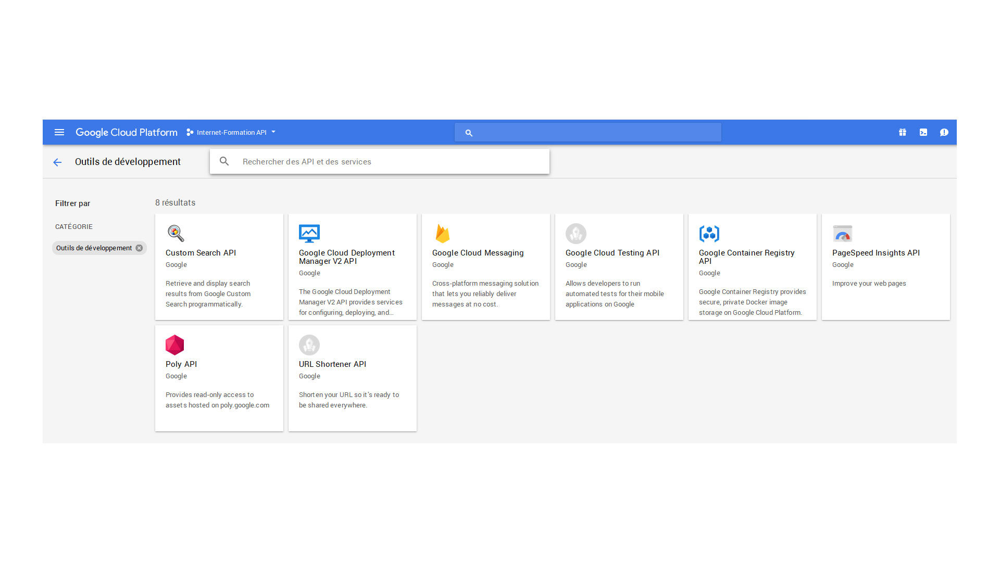 Google Cloud Platform
Internet-Formation API
Outils de développement
Rechercher des API et des services
Filtrer par
CATÉGORIE
Outils de développement
8 résultats
Custom Search API
Google
Retrieve and display search
results from Google Custom
Search programmatically.
Google Cloud Deployment
Manager V2 API
Google
The Google Cloud Deployment
Manager V2 API provides services
for configuring, deploying, and...
Google Cloud Messaging
Google
Cross-platform messaging solution
that lets you reliably deliver
messages at no cost.
Google Cloud Testing API
Google
Allows developers to run
automated tests for their mobile
applications on Google
Google Container Registry
API
Google
Google Container Registry provides
secure, private Docker image
storage on Google Cloud Platform.
PageSpeed Insights API
Google
Improve your web pages
Poly API
Google
Provides read-only access to
assets hosted on poly.google.com
URL Shortener API
Google
Shorten your URL so it's ready to
be shared everywhere.